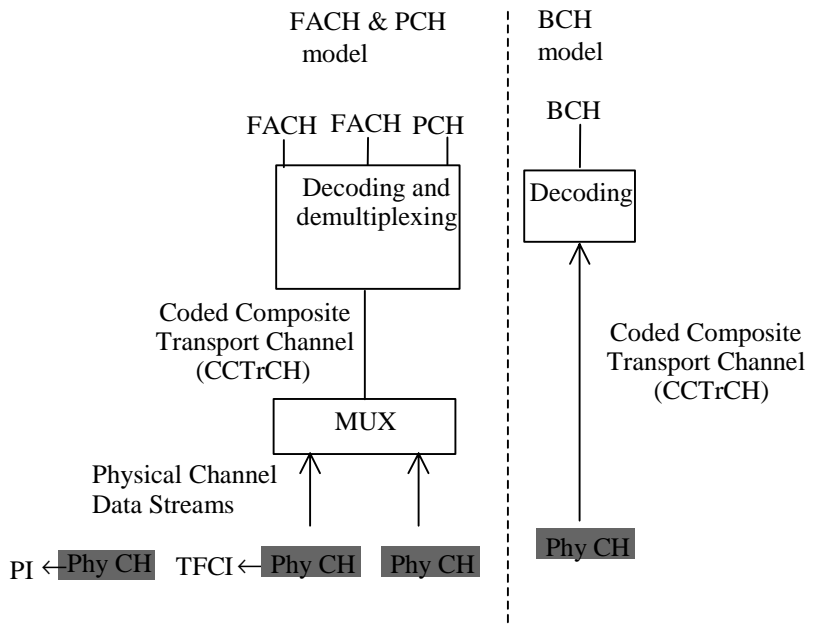 FACH & PCH
model
BCH
model
FACH
FACH
PCH
BCH
Decoding and
demultiplexing
Decoding
Coded Composite
Transport Channel
(CCTrCH)
Coded Composite
Transport Channel
(CCTrCH)
MUX
Physical Channel
Data Streams
PI ← Phy CH
TFCI ← Phy CH
Phy CH
Phy CH